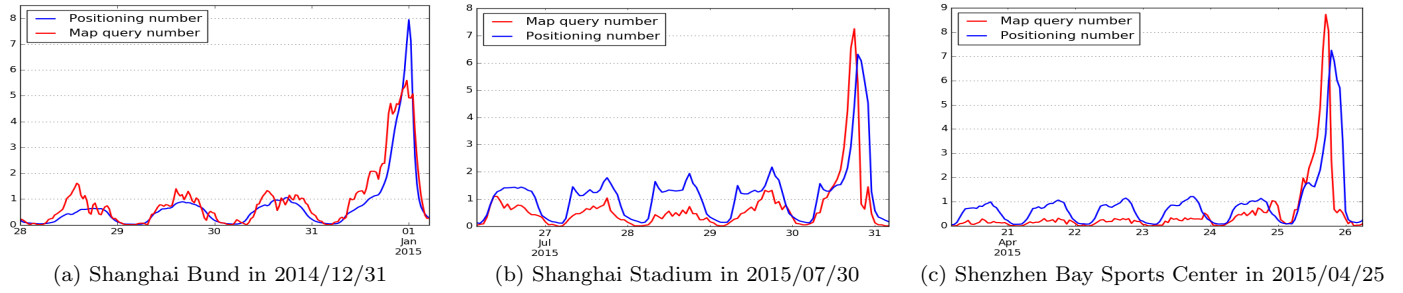 Positioning number
Map query number
8
7
6
5
4
3
2
1
0
28 29 30 31 01
Jan
2015
(a) Shanghai Bund in 2014/12/31
Map query number
Positioning number
8
7
6
5
4
3
2
1
0
27 28 29 30 31
Jul
2015
(b) Shanghai Stadium in 2015/07/30
Map query number
Positioning number
9
8
7
6
5
4
3
2
1
0
21 22 23 24 25 26
Apr
2015
(c) Shenzhen Bay Sports Center in 2015/04/25